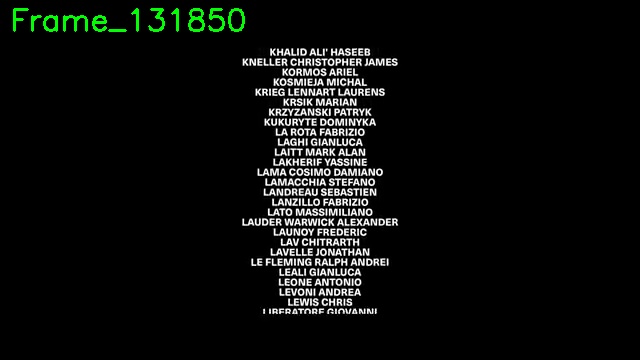 Frame_131850
KHALID ALI' HASEEB
KNELLER CHRISTOPHER JAMES
KORMOS ARIEL
KOSMIEJA MICHAL
KRIEG LENNART LAURENS
KRSIK MARIAN
KRZYZANSKI PATRYK
KUKURYTE DOMINYKA
LA ROTA FABRIZIO
LAGHI GIANLUCA
LAITT MARK ALAN
LAKHERIF YASSINE
LAMA COSIMO DAMIANO
LAMACCHIA STEFANO
LANDREAU SEBASTIEN
LANZILLO FABRIZIO
LATO MASSIMILIANO
LAUDER WARWICK ALEXANDER
LAUNOY FREDERIC
LAV CHITRARTH
LAVELLE JONATHAN
LE FLEMING RALPH ANDREI
LEALI GIANLUCA
LEONE ANTONIO
LEVONI ANDREA
LEWIS CHRIS
LIBERATORE GIOVANNI